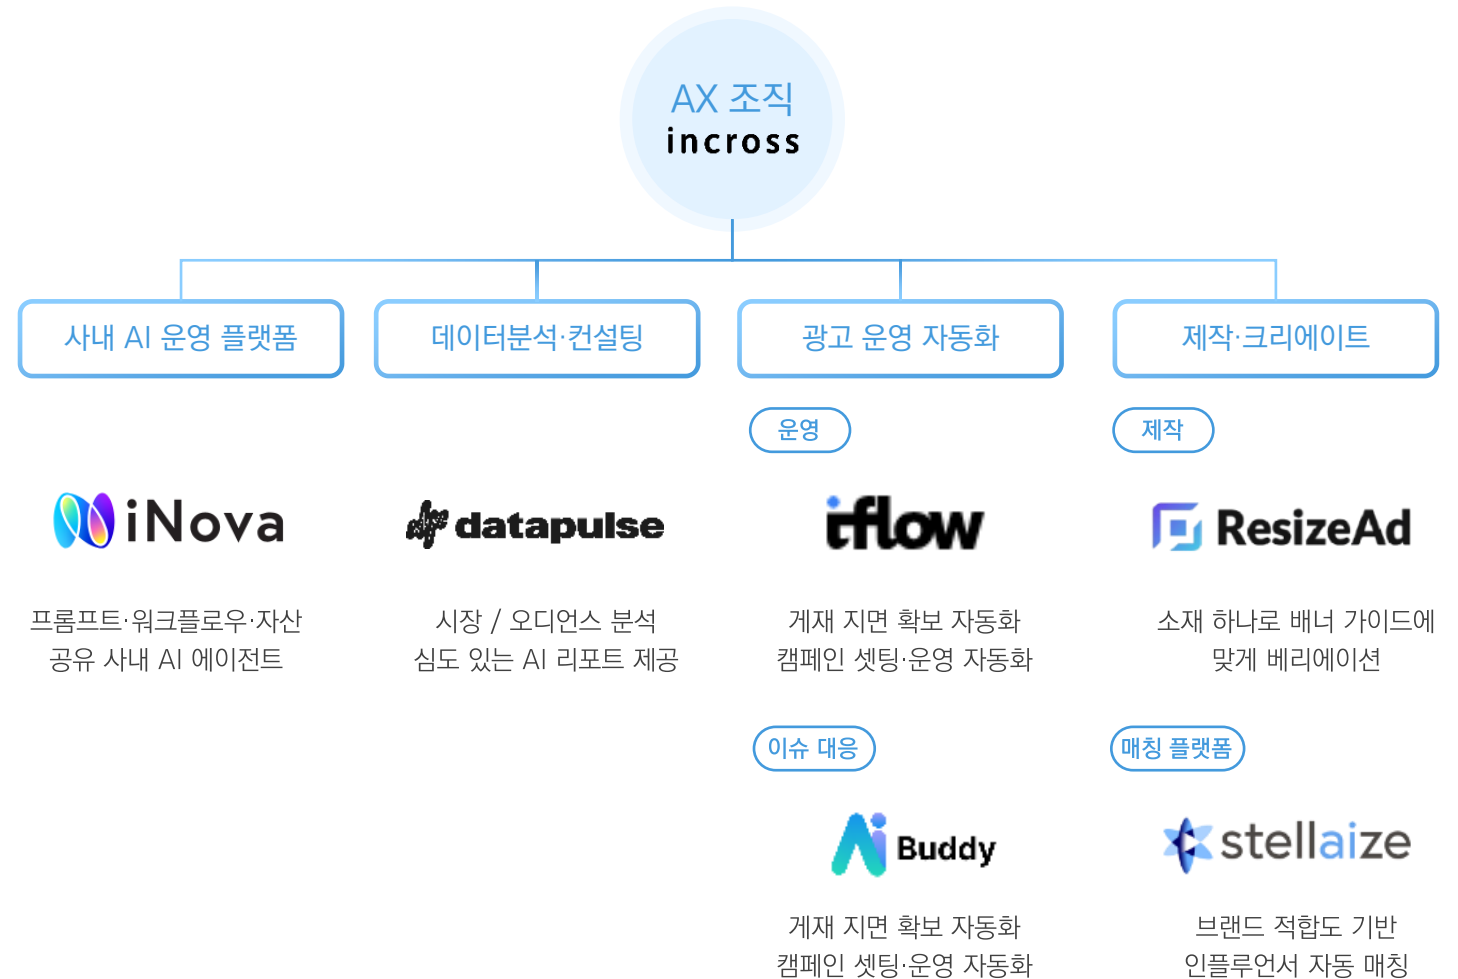 AX 조직
incross
사내 AI 운영 플랫폼
데이터분석·컨설팅
광고 운영 자동화
제작·크리에이트
운영
제작
iNova
datapulse
iflow
ResizeAd
프롬프트·워크플로우·자산
공유 사내 AI 에이전트
시장 / 오디언스 분석
심도 있는 AI 리포트 제공
게재 지면 확보 자동화
캠페인 셋팅·운영 자동화
소재 하나로 배너 가이드에
맞게 베리에이션
이슈 대응
매칭 플랫폼
Ai Buddy
stellaize
게재 지면 확보 자동화
캠페인 셋팅·운영 자동화
브랜드 적합도 기반
인플루언서 자동 매칭